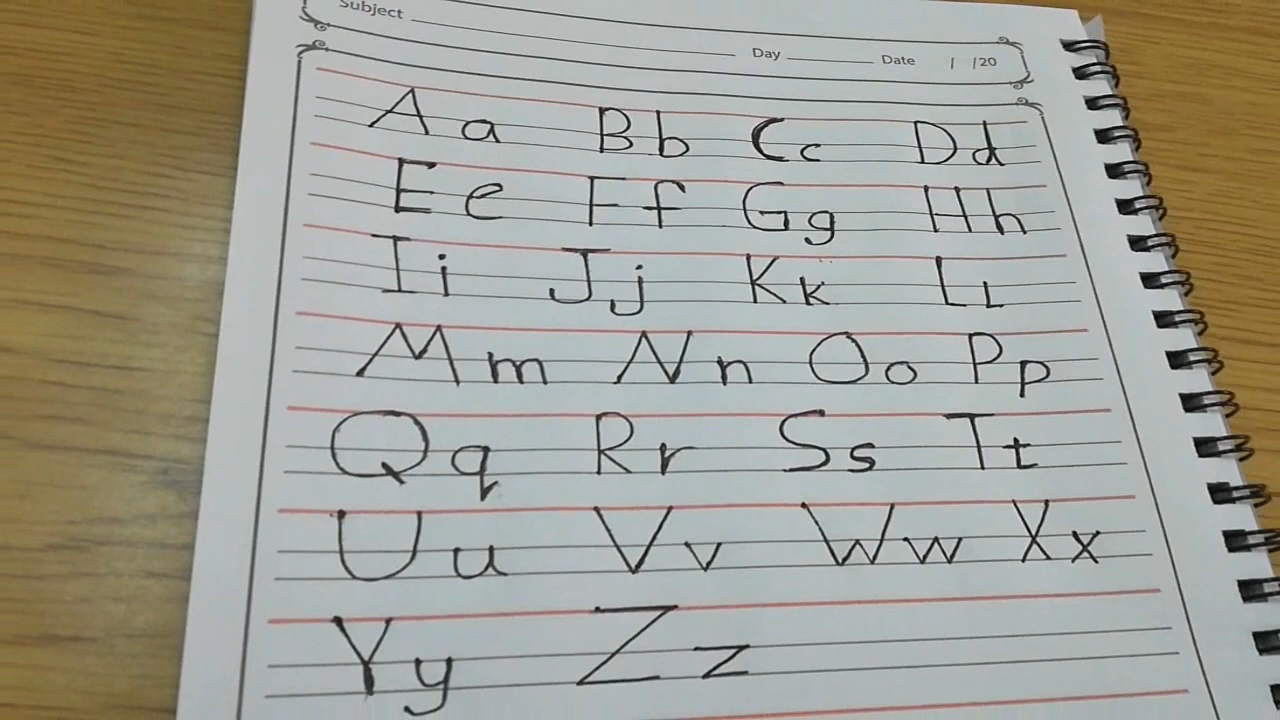 Subject
Day Date / /20
Aa Bb Cc Dd
Ee Ff Gg Hh
Ii Jj Kk Ll
Mm Nn Oo Pp
Qq Rr Ss Tt
Uu Vv Ww Xx
Yy Zz